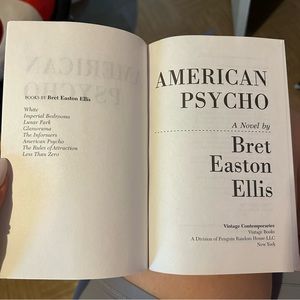 BOOKS BY Bret Easton Ellis
White
Imperial Bedrooms
Lunar Park
Glamorama
The Informers
American Psycho
The Rules of Attraction
Less Than Zero
AMERICAN
PSYCHO
A Novel by
Bret
Easton
Ellis
Vintage Contemporaries
Vintage Books
A Division of Penguin Random House LLC
New York